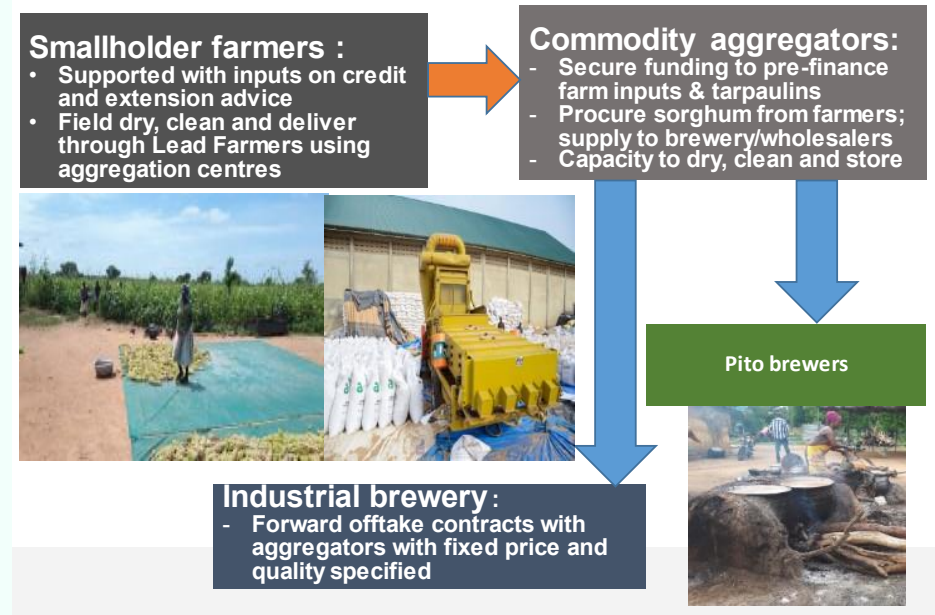 Smallholder farmers :
• Supported with inputs on credit
and extension advice
• Field dry, clean and deliver
through Lead Farmers using
aggregation centres
Commodity aggregators:
- Secure funding to pre-finance
farm inputs & tarpaulins
- Procure sorghum from farmers;
supply to brewery/wholesalers
- Capacity to dry, clean and store
Pito brewers
Industrial brewery :
- Forward offtake contracts with
aggregators with fixed price and
quality specified